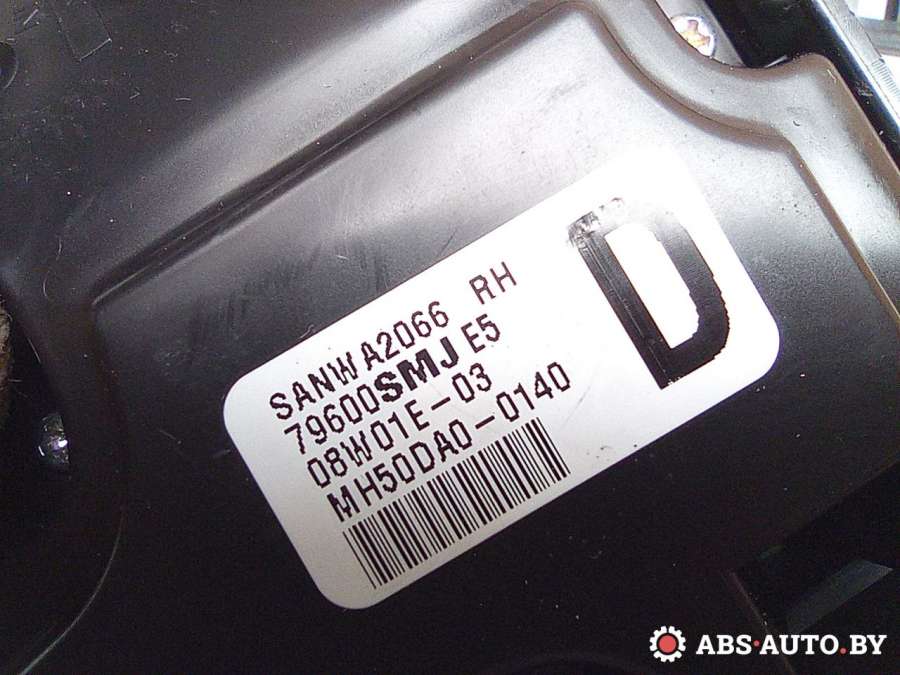 SANWA2066 RH
79600SMJ E5
08W01E-03
MH50DA0-0140
D
ABS-AUTO.BY